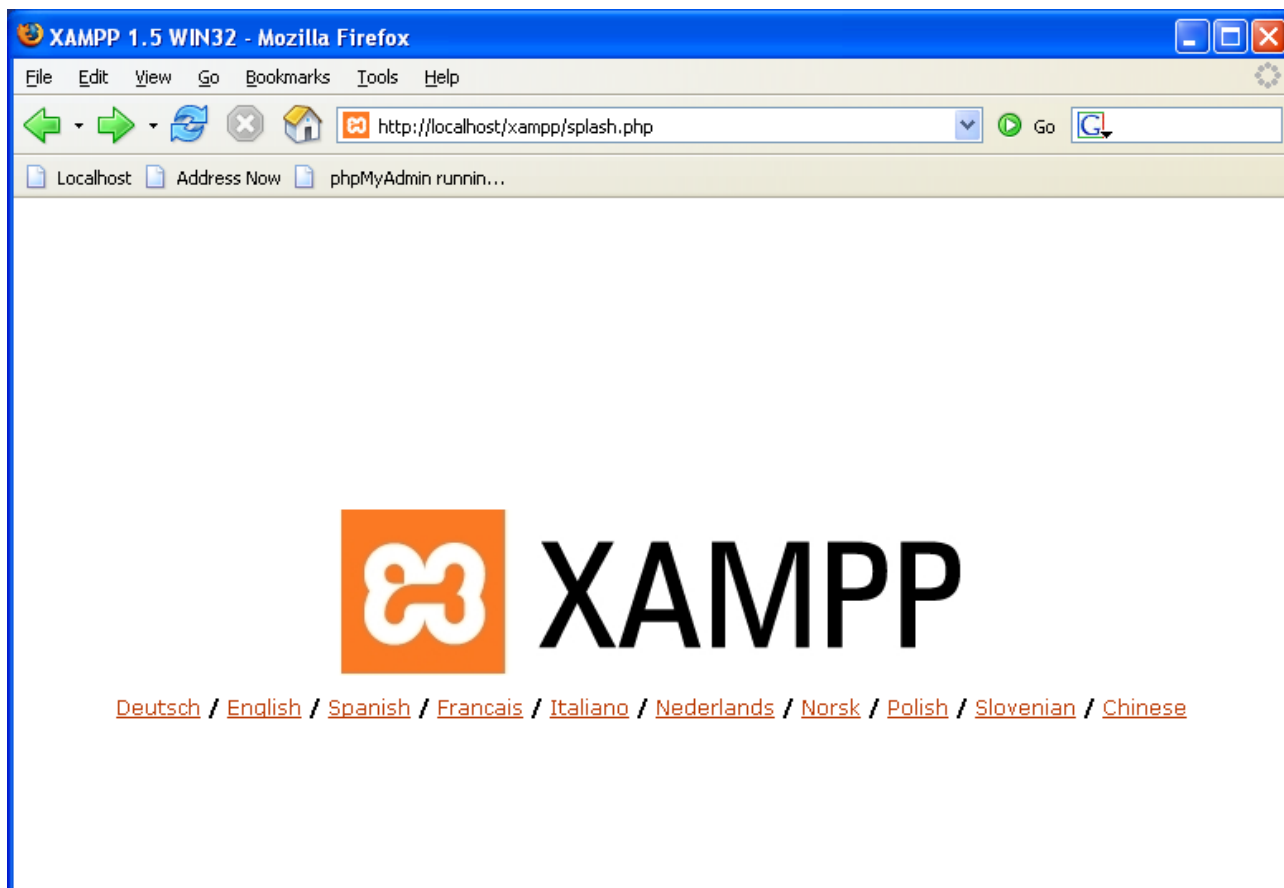 XAMPP 1.5 WIN32 - Mozilla Firefox
File Edit View Go Bookmarks Tools Help
http://localhost/xampp/splash.php Go G
Localhost Address Now phpMyAdmin runnin...
XAMPP
Deutsch / English / Spanish / Francais / Italiano / Nederlands / Norsk / Polish / Slovenian / Chinese